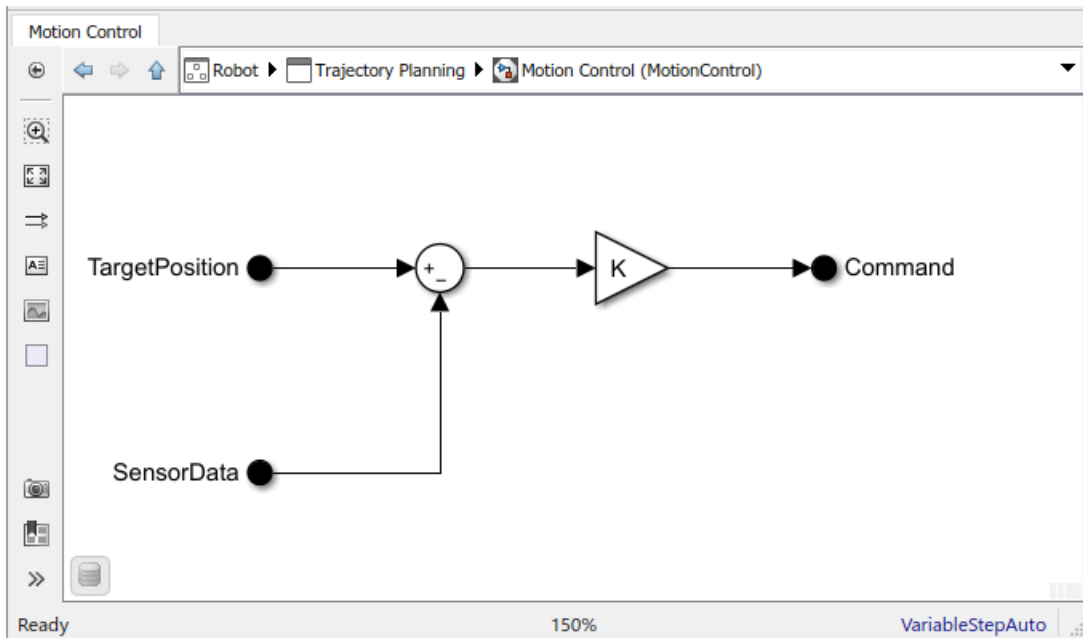 Motion Control
Robot Trajectory Planning Motion Control (MotionControl)
TargetPosition + _ K Command
SensorData
Ready 150% VariableStepAuto